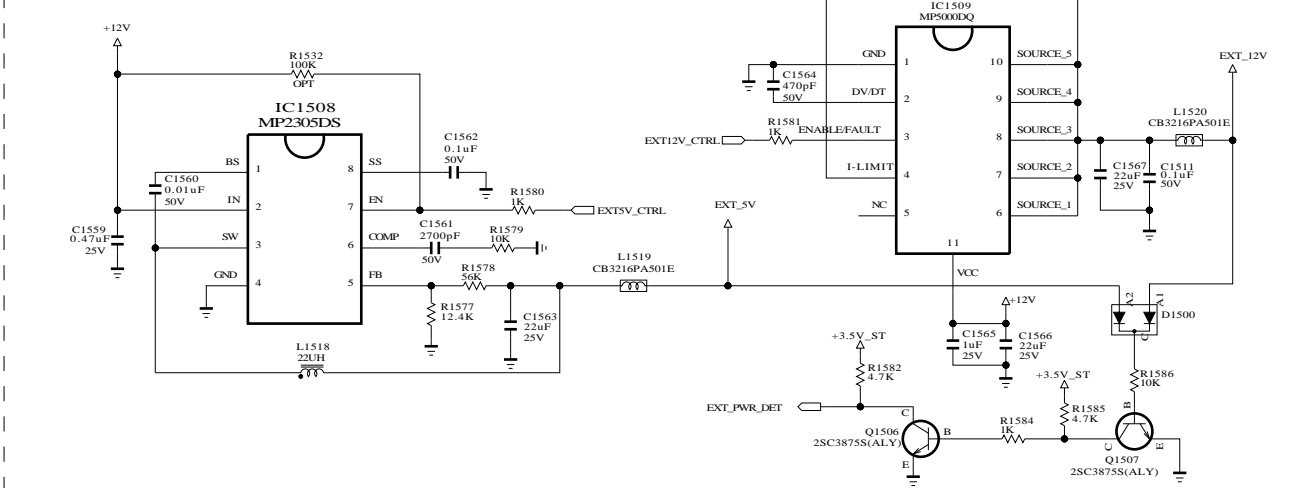 +12V
R1532
100K
OPT
IC1508
MP2305DS
BS
1
IN
2
SW
3
GND
4
8
SS
7
EN
6
COMP
5
FB
C1560
0.01uF
50V
C1559
0.47uF
25V
C1562
0.1uF
50V
R1580
1K
EXT5V_CTRL
C1561
2700pF
50V
R1579
10K
R1578
56K
R1577
12.4K
C1563
22uF
25V
L1518
22UH
L1519
CB3216PA501E
EXT_5V
IC1509
MP5000DQ
GND
1
DV/DT
2
ENABLE/FAULT
3
I-LIMIT
4
NC
5
10
SOURCE_5
9
SOURCE_4
8
SOURCE_3
7
SOURCE_2
6
SOURCE_1
11
VCC
C1564
470pF
50V
R1581
1K
EXT12V_CTRL
EXT_12V
L1520
CB3216PA501E
C1567
22uF
25V
C1511
0.1uF
50V
+12V
C1565
1uF
25V
C1566
22uF
25V
A2
A1
D1500
C
R1586
10K
+3.5V_ST
R1582
4.7K
EXT_PWR_DET
C
B
E
Q1506
2SC3875S(ALY)
R1584
1K
+3.5V_ST
R1585
4.7K
B
C
E
Q1507
2SC3875S(ALY)